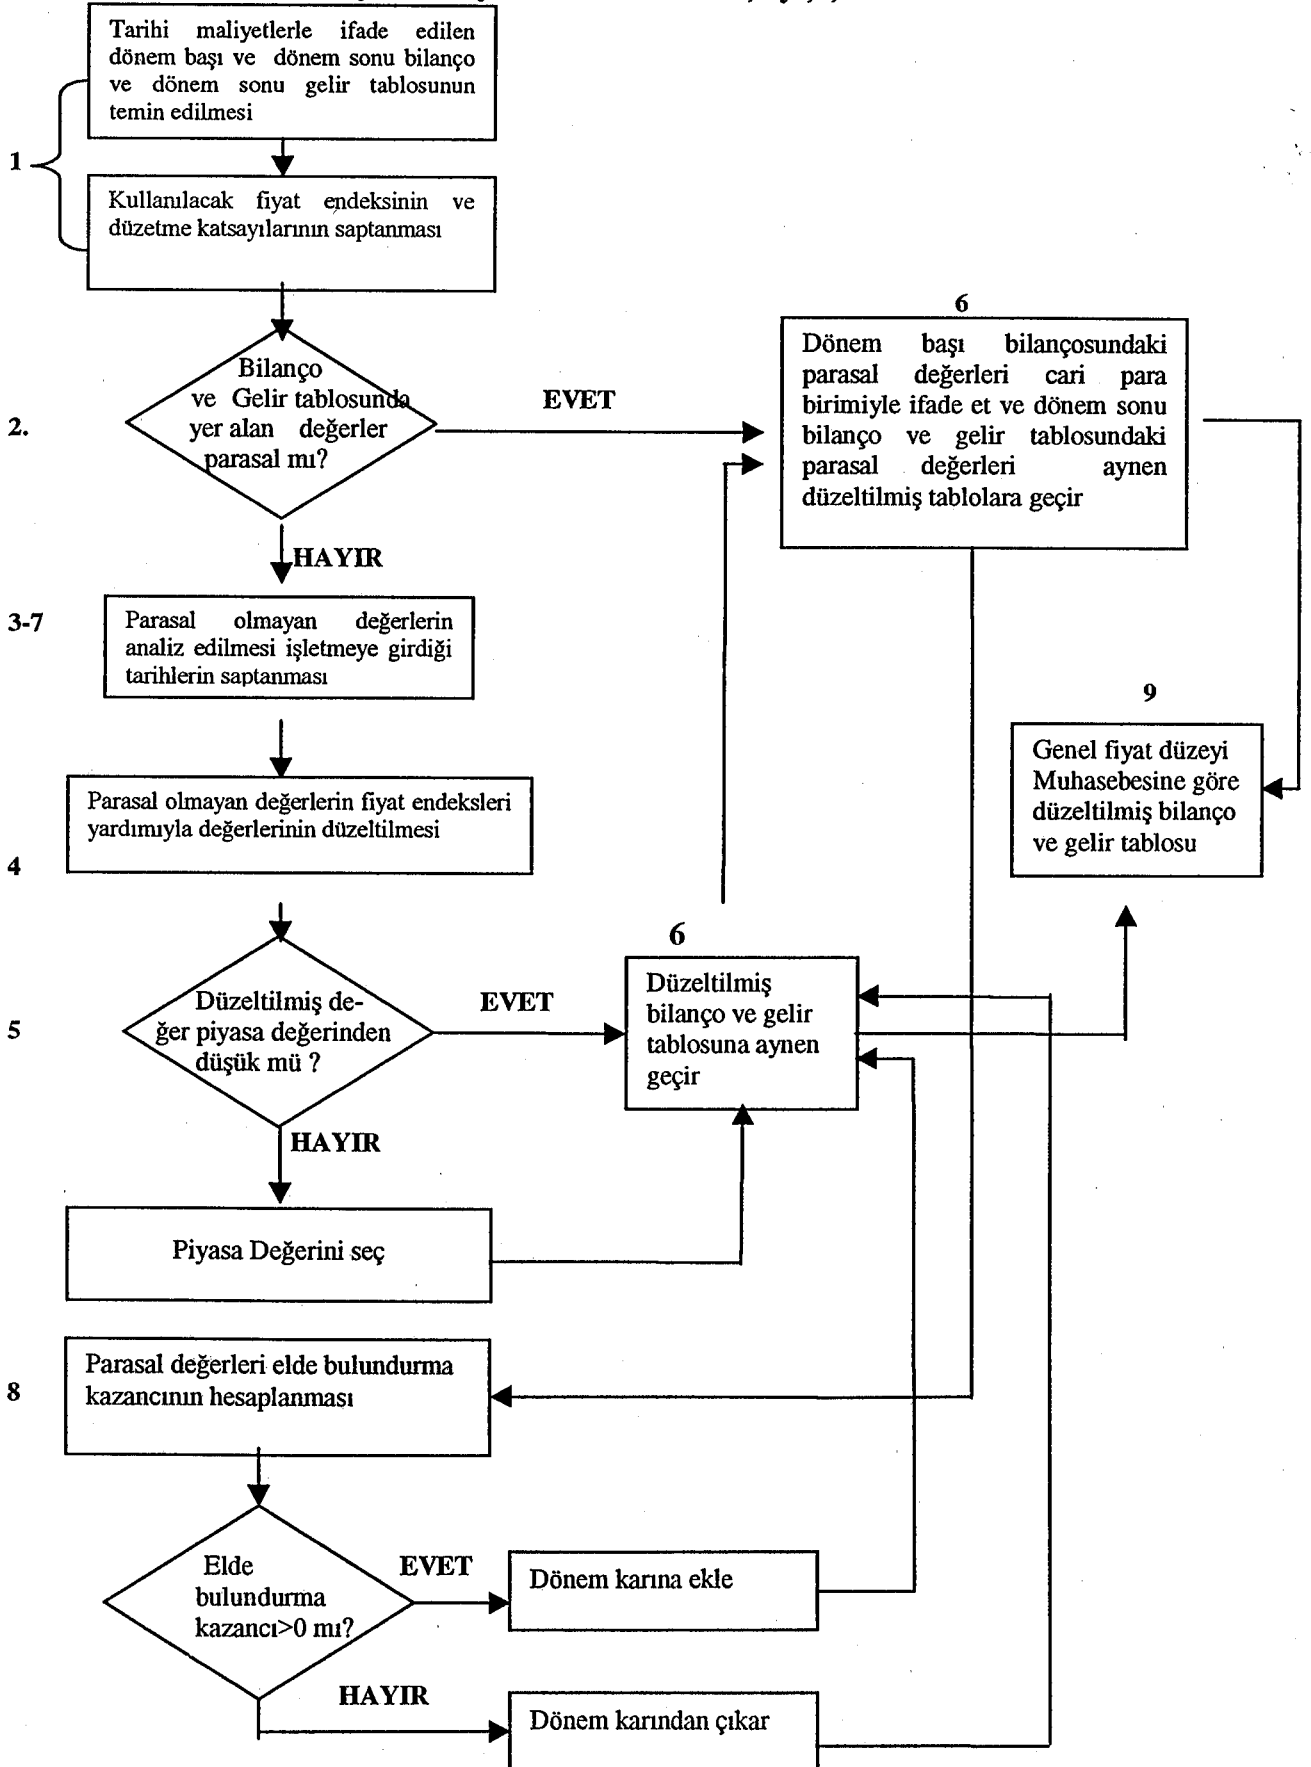 Tarihi maliyetlerle ifade edilen
dönem başı ve dönem sonu bilanço
ve dönem sonu gelir tablosunun
temin edilmesi
1
Kullanılacak fiyat endeksinin ve
düzetme katsayılarının saptanması
2.
Bilanço
ve Gelir tablosunda
yer alan değerler
parasal mı?
EVET
HAYIR
6
Dönem başı bilançosundaki
parasal değerleri cari para
birimiyle ifade et ve dönem sonu
bilanço ve gelir tablosundaki
parasal değerleri aynen
düzeltilmiş tablolara geçir
3-7
Parasal olmayan değerlerin
analiz edilmesi işletmeye girdiği
tarihlerin saptanması
9
Genel fiyat düzeyi
Muhasebesine göre
düzeltilmiş bilanço
ve gelir tablosu
Parasal olmayan değerlerin fiyat endeksleri
yardımıyla değerlerinin düzeltilmesi
4
5
Düzeltilmiş de-
ğer piyasa değerinden
düşük mü ?
EVET
HAYIR
6
Düzeltilmiş
bilanço ve gelir
tablosuna aynen
geçir
Piyasa Değerini seç
8
Parasal değerleri elde bulundurma
kazancının hesaplanması
Elde
bulundurma
kazancı>0 mı?
EVET
Dönem karına ekle
HAYIR
Dönem karından çıkar